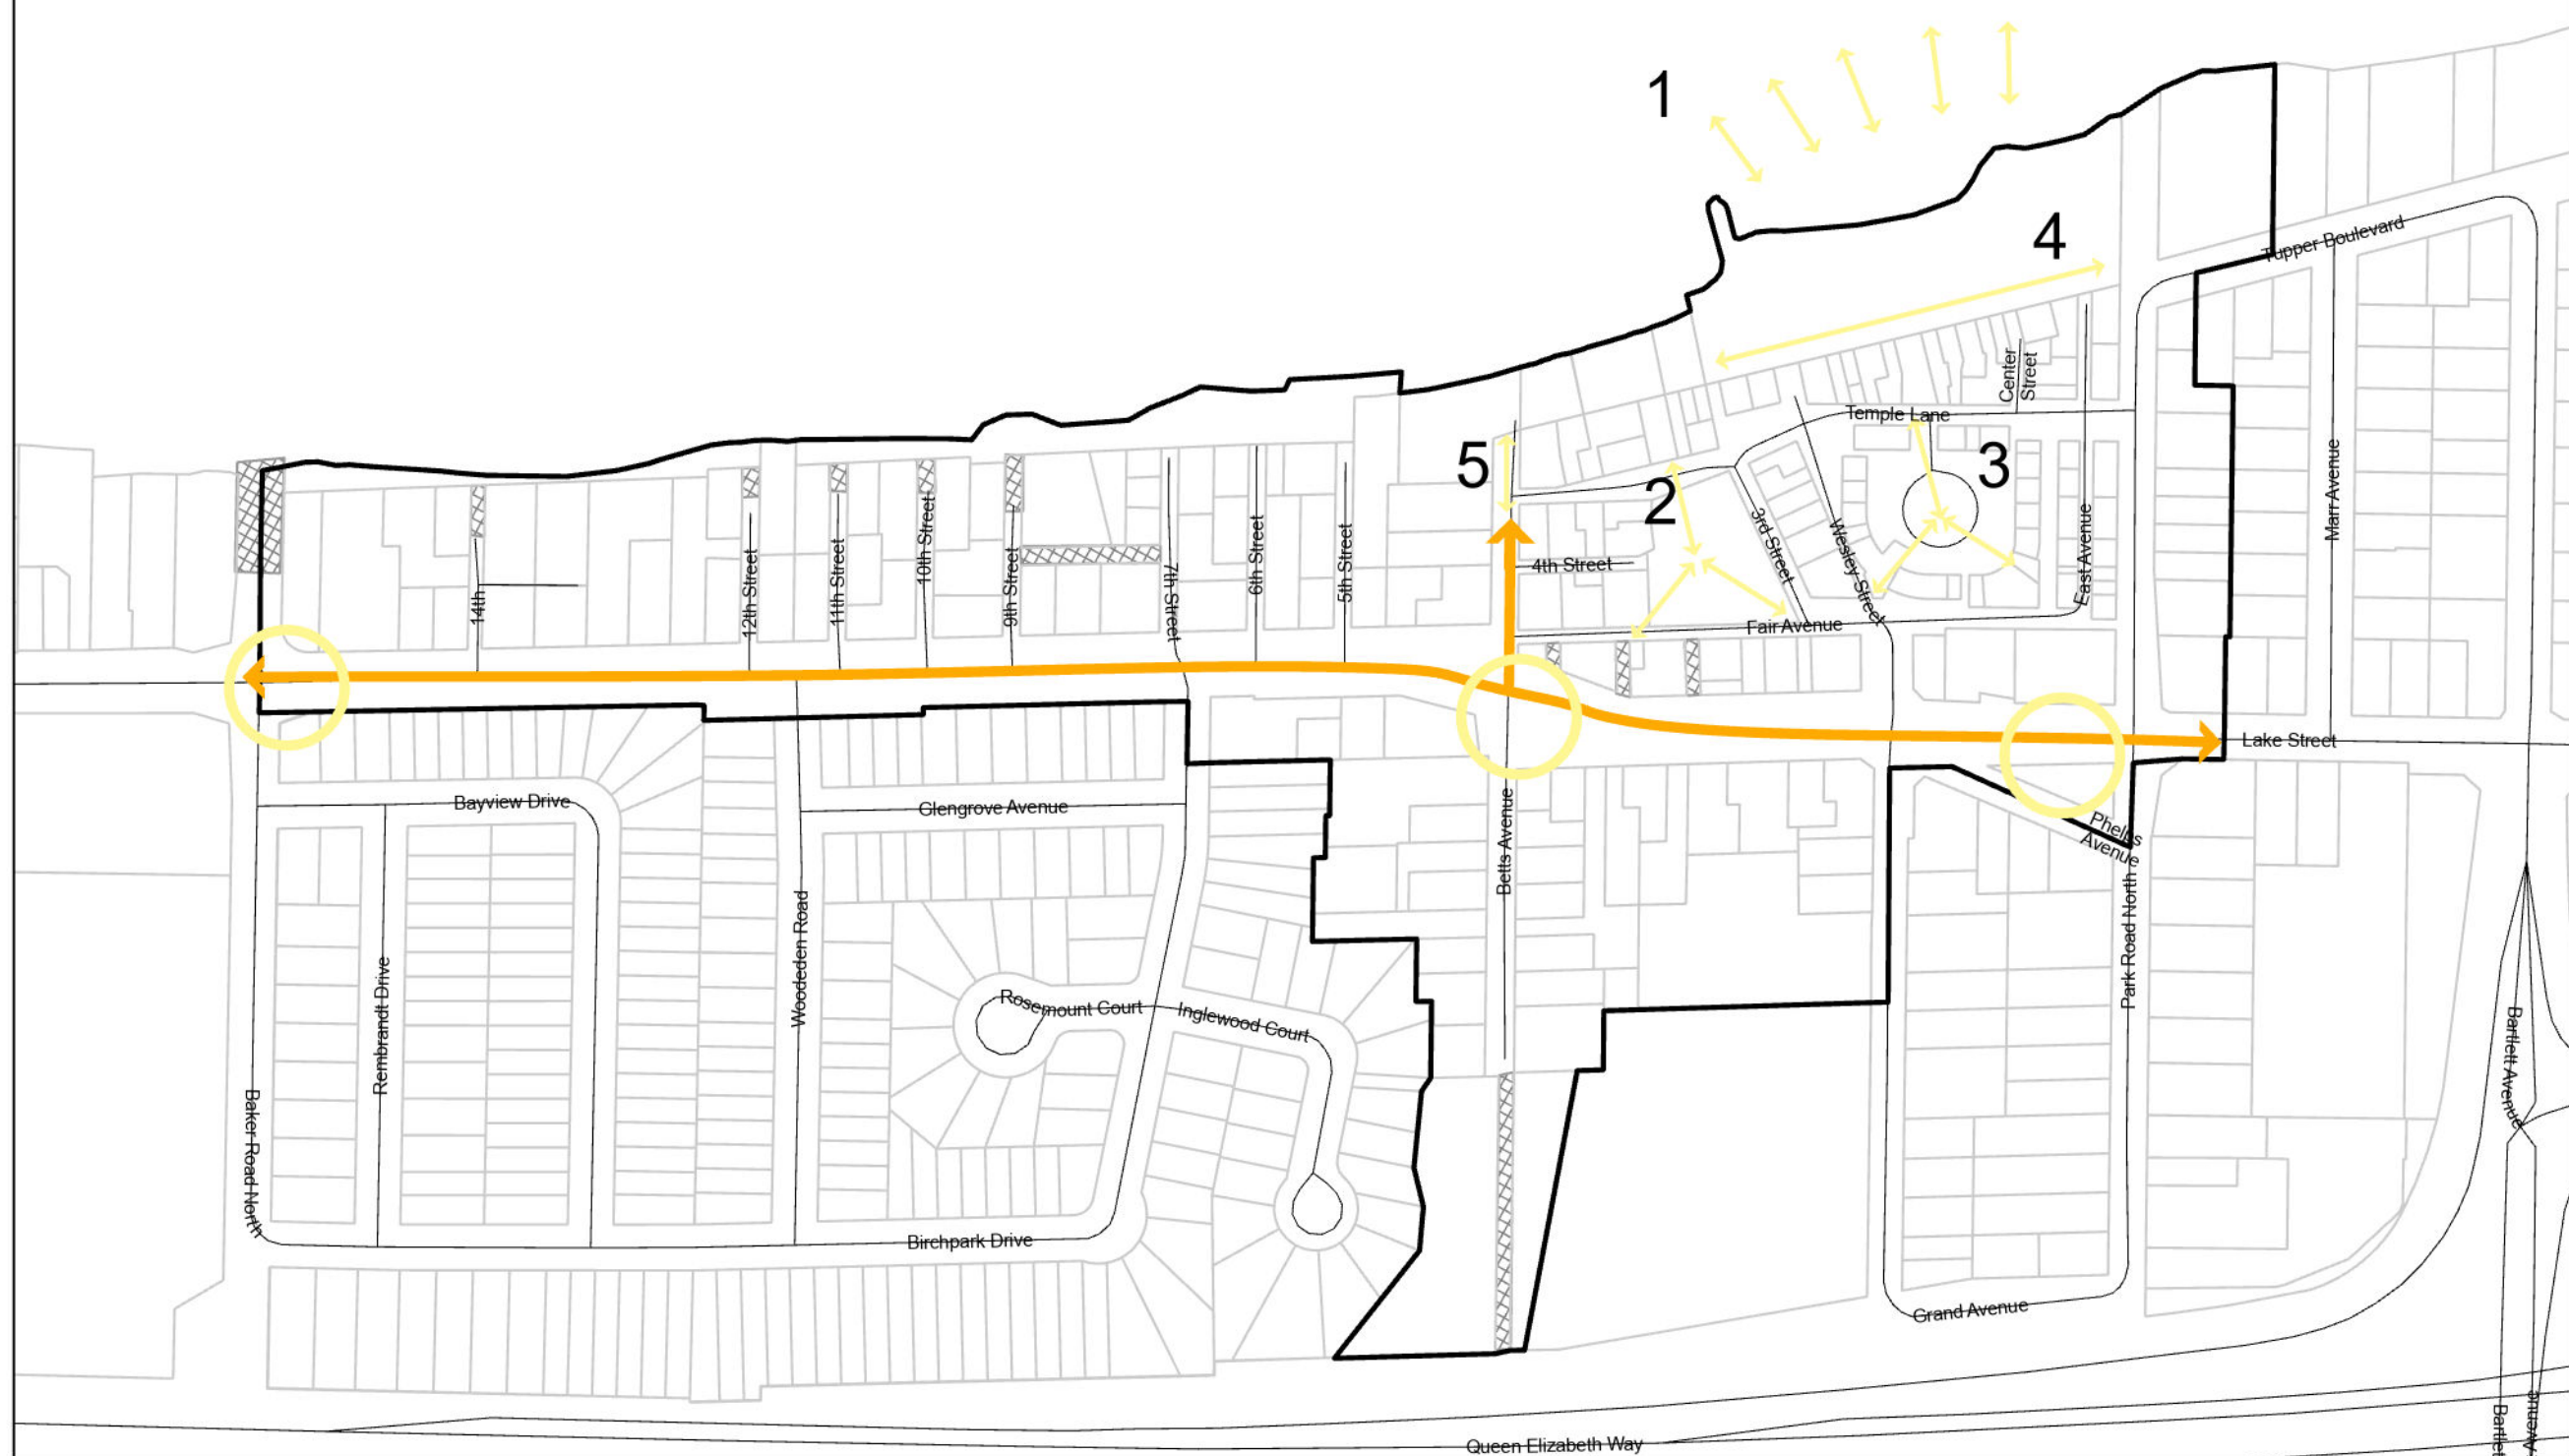 1
4
Tupper Boulevard
Center
Street
Temple Lane
5
2
3
14th
12th Street
11th Street
10th Street
9th Street
7th Street
6th Street
5th Street
4th Street
3rd Street
Wesley Street
East Avenue
Marr Avenue
Fair Avenue
Lake Street
Bayview Drive
Glengrove Avenue
Betts Avenue
Phelps
Avenue
Rembrandt Drive
Woodeden Road
Rosemount Court
Inglewood Court
Park Road North
Baker Road North
Bartlett Avenue
Birchpark Drive
Grand Avenue
Queen Elizabeth Way
Bartlet
Avenue